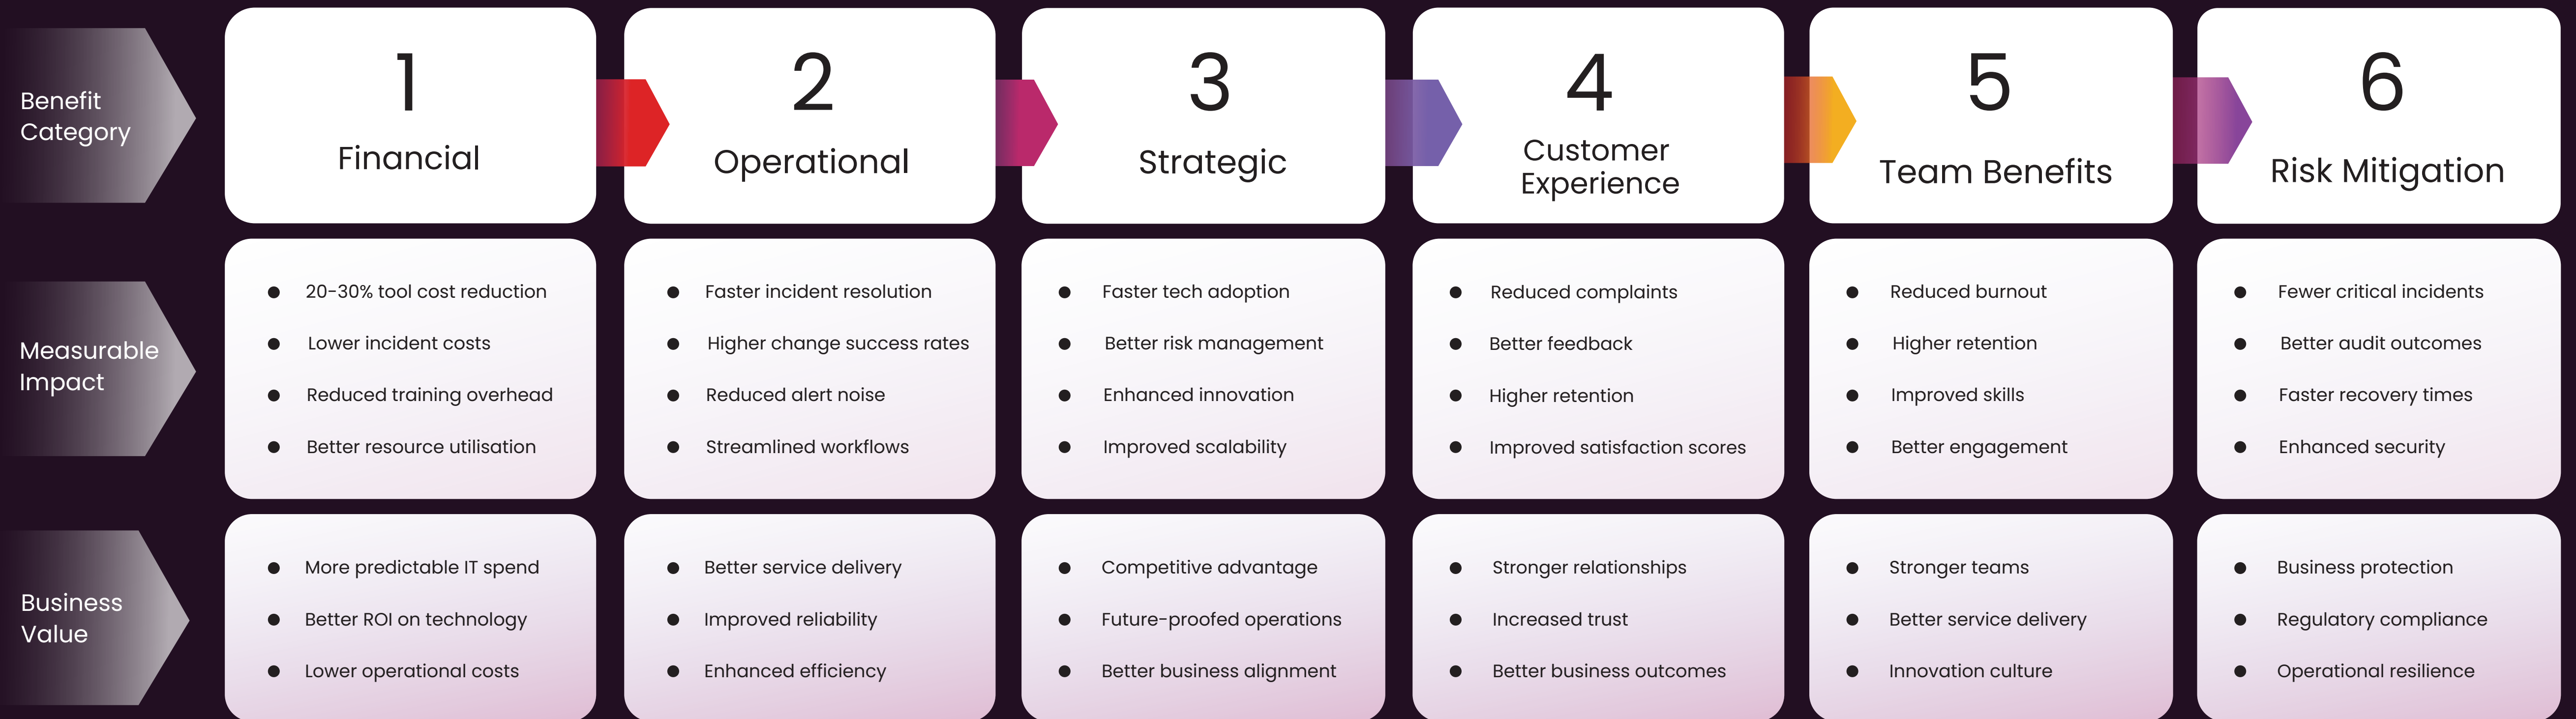 Benefit
Category
1
Financial
2
Operational
3
Strategic
4
Customer
Experience
5
Team Benefits
6
Risk Mitigation
Measurable
Impact
20-30% tool cost reduction
Lower incident costs
Reduced training overhead
Better resource utilisation
Faster incident resolution
Higher change success rates
Reduced alert noise
Streamlined workflows
Faster tech adoption
Better risk management
Enhanced innovation
Improved scalability
Reduced complaints
Better feedback
Higher retention
Improved satisfaction scores
Reduced burnout
Higher retention
Improved skills
Better engagement
Fewer critical incidents
Better audit outcomes
Faster recovery times
Enhanced security
Business
Value
More predictable IT spend
Better ROI on technology
Lower operational costs
Better service delivery
Improved reliability
Enhanced efficiency
Competitive advantage
Future-proofed operations
Better business alignment
Stronger relationships
Increased trust
Better business outcomes
Stronger teams
Better service delivery
Innovation culture
Business protection
Regulatory compliance
Operational resilience